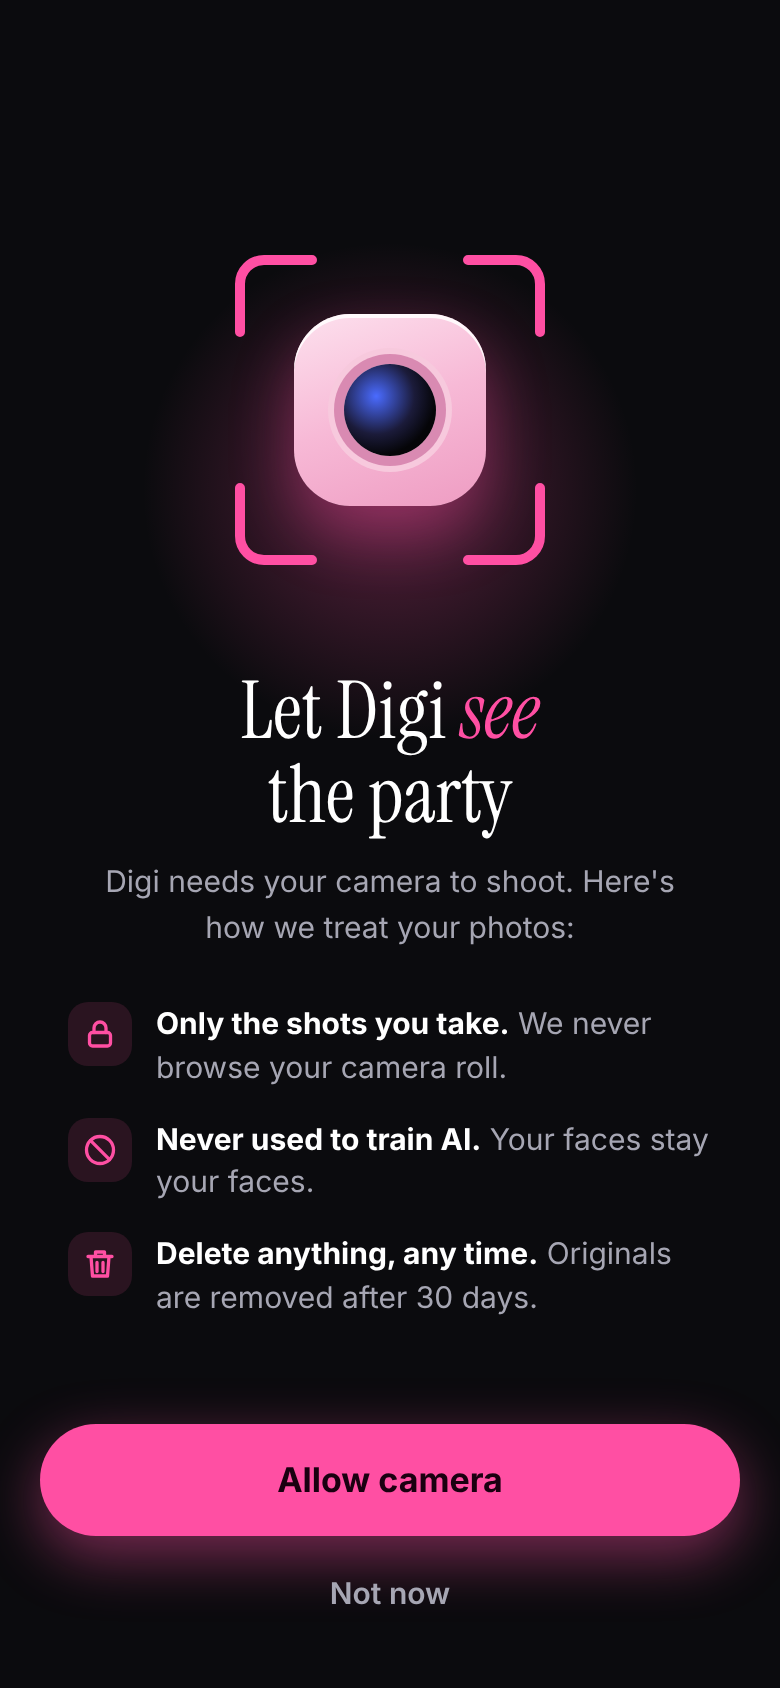 Let Digi see
the party
Digi needs your camera to shoot. Here's
how we treat your photos:
Only the shots you take. We never
browse your camera roll.
Never used to train AI. Your faces stay
your faces.
Delete anything, any time. Originals
are removed after 30 days.
Allow camera
Not now